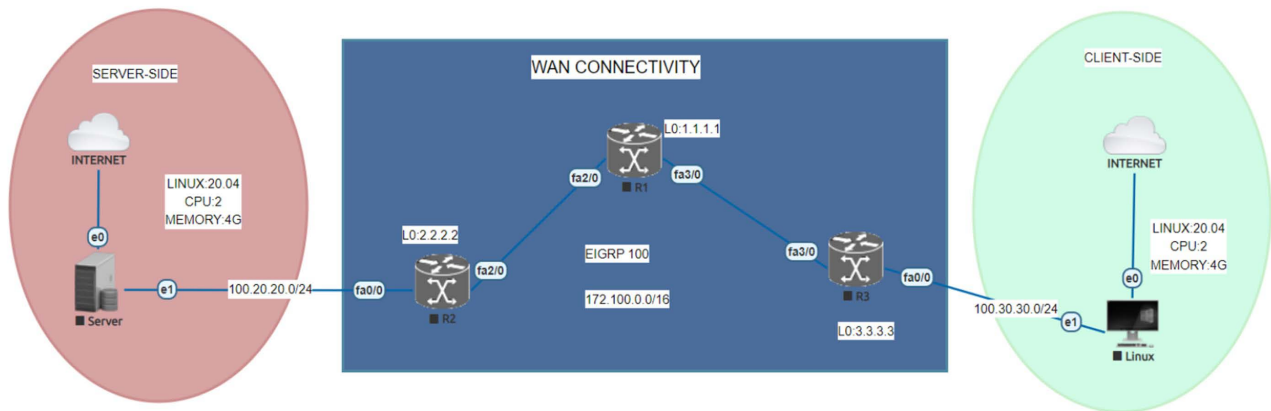 SERVER-SIDE
INTERNET
LINUX:20.04
CPU:2
MEMORY:4G
e0
e1
Server
100.20.20.0/24
WAN CONNECTIVITY
L0:1.1.1.1
fa2/0
fa3/0
R1
L0:2.2.2.2
fa2/0
fa0/0
R2
EIGRP 100
172.100.0.0/16
fa3/0
fa0/0
R3
L0:3.3.3.3
100.30.30.0/24
CLIENT-SIDE
INTERNET
LINUX:20.04
CPU:2
MEMORY:4G
e0
e1
Linux